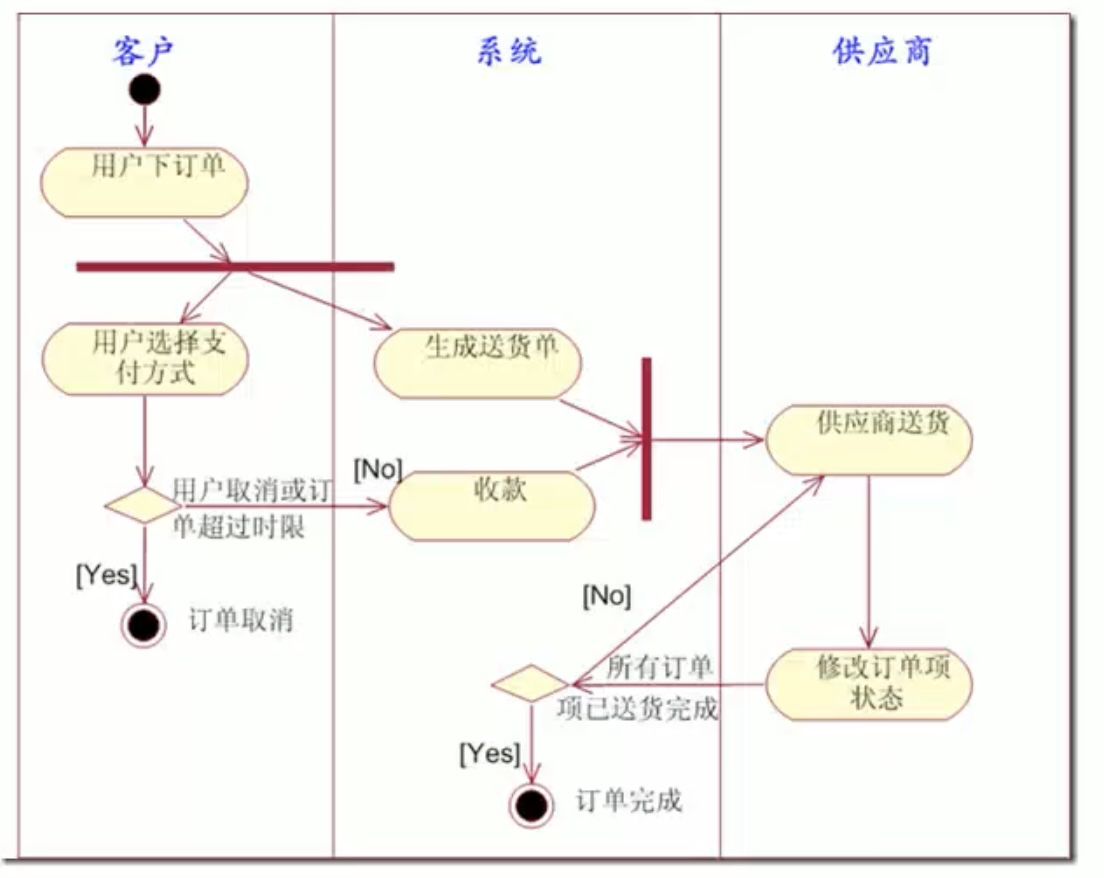 客户
系统
供应商
用户下订单
用户选择支
付方式
生成送货单
供应商送货
[No]
收款
用户取消或订
单超过时限
[Yes]
订单取消
[No]
所有订单
项已送货完成
修改订单项
状态
[Yes]
订单完成